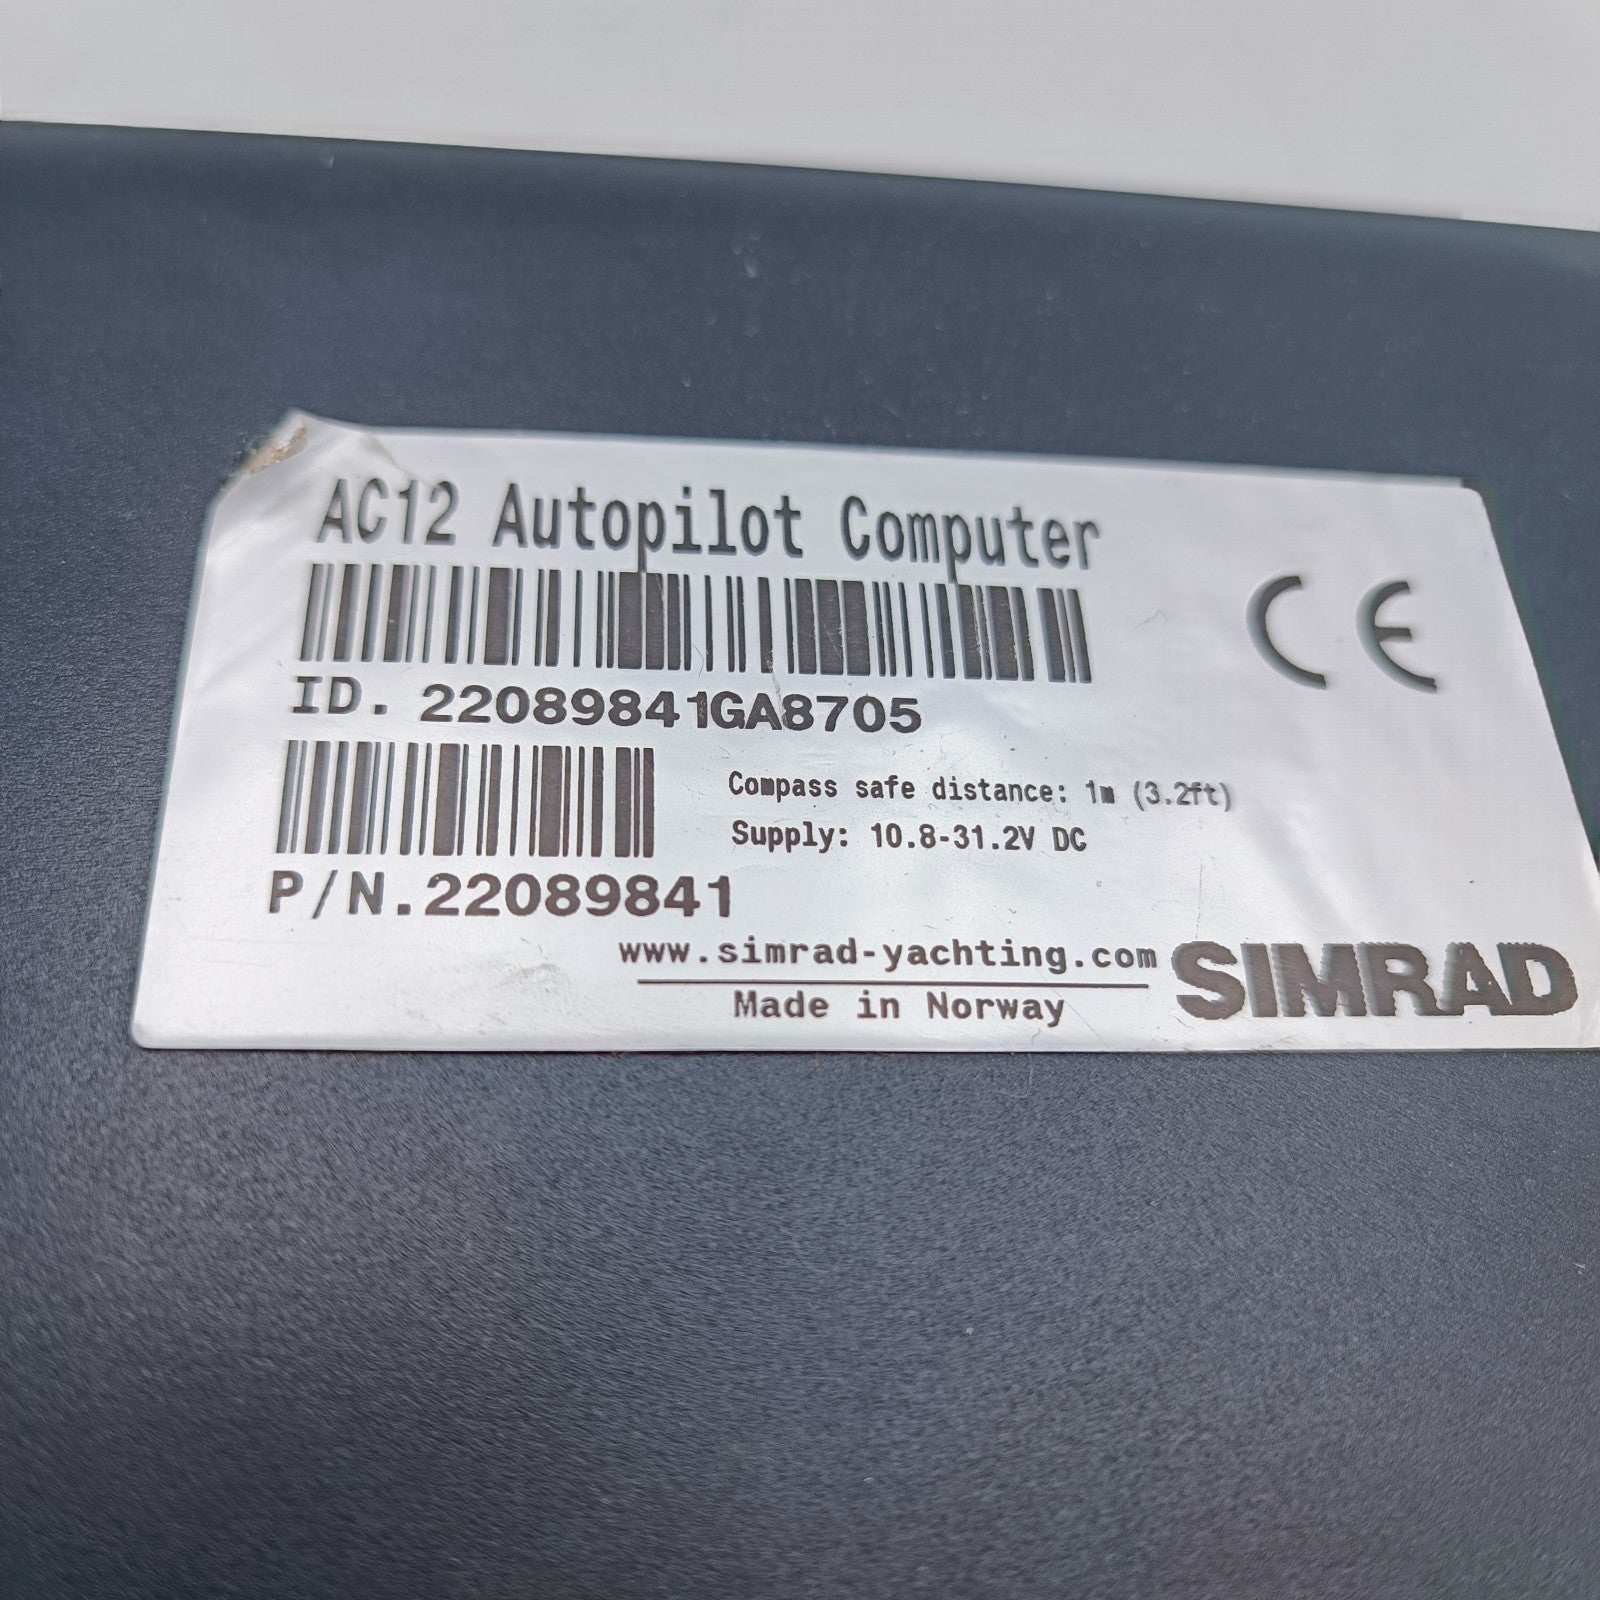 AC12 Autopilot Computer
CE
ID. 22089841GA8705
Compass safe distance: 1m (3.2ft)
Supply: 10.8-31.2V DC
P/N.22089841
www.simrad-yachting.com
Made in Norway
SIMRAD